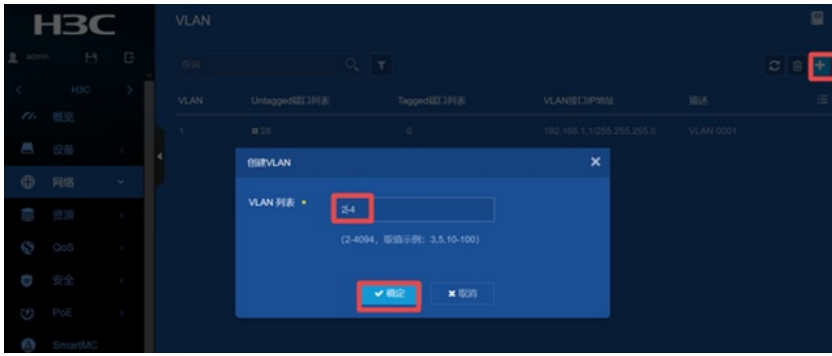 H3C
VLAN
admin
查询
H3C
VLAN
Untagged端口列表
Tagged端口列表
VLAN接口IP地址
描述
概览
1
28
0
192.168.1.1/255.255.255.0
VLAN 0001
设备
创建VLAN
网络
VLAN 列表
2-4
资源
(2-4094，取值示例：3,5,10-100)
QoS
安全
确定
取消
PoE
SmartMC